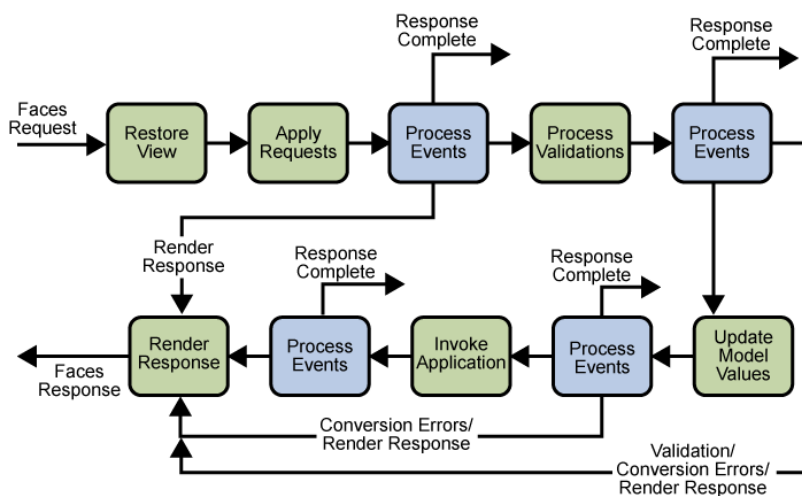 Response
Complete
Response
Complete
Faces
Request
Restore
View
Apply
Requests
Process
Events
Process
Validations
Process
Events
Render
Response
Response
Complete
Response
Complete
Render
Response
Process
Events
Invoke
Application
Process
Events
Update
Model
Values
Faces
Response
Conversion Errors/
Render Response
Validation/
Conversion Errors/
Render Response